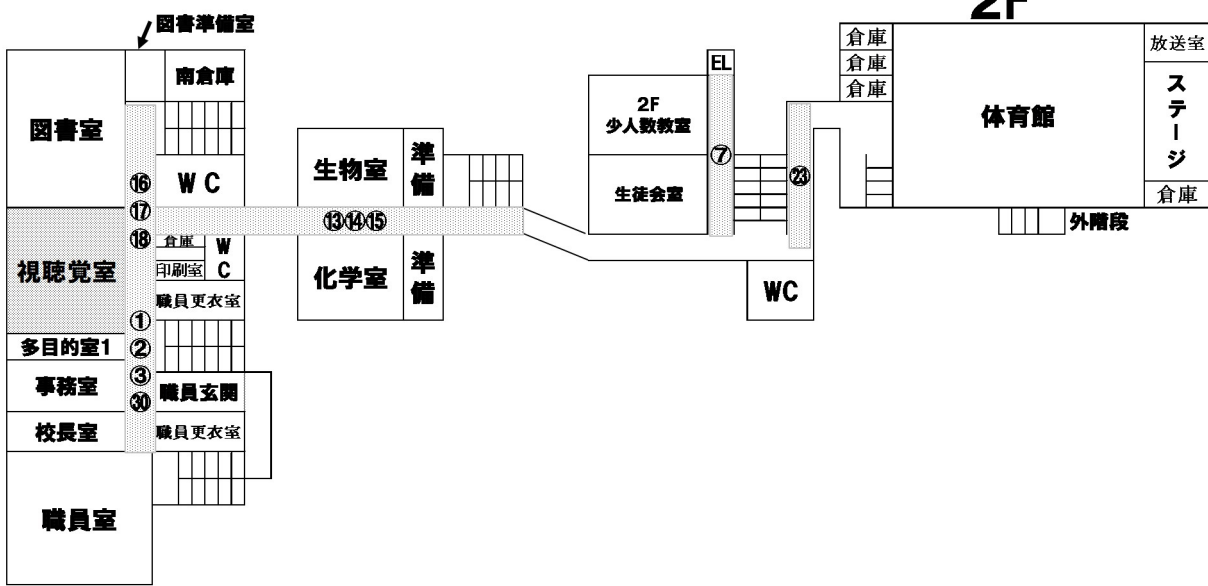 2F
図書準備室
南倉庫
図書室
WC
⑯
⑰
⑱
倉庫
WC
印刷室
視聴覚室
職員更衣室
①
多目的室1
②
③
事務室
職員玄関
㉚
校長室
職員更衣室
職員室
生物室
準備
⑬⑭⑮
化学室
準備
EL
2F
少人数教室
⑦
生徒会室
㉓
WC
倉庫
倉庫
倉庫
体育館
放送室
ステージ
倉庫
外階段